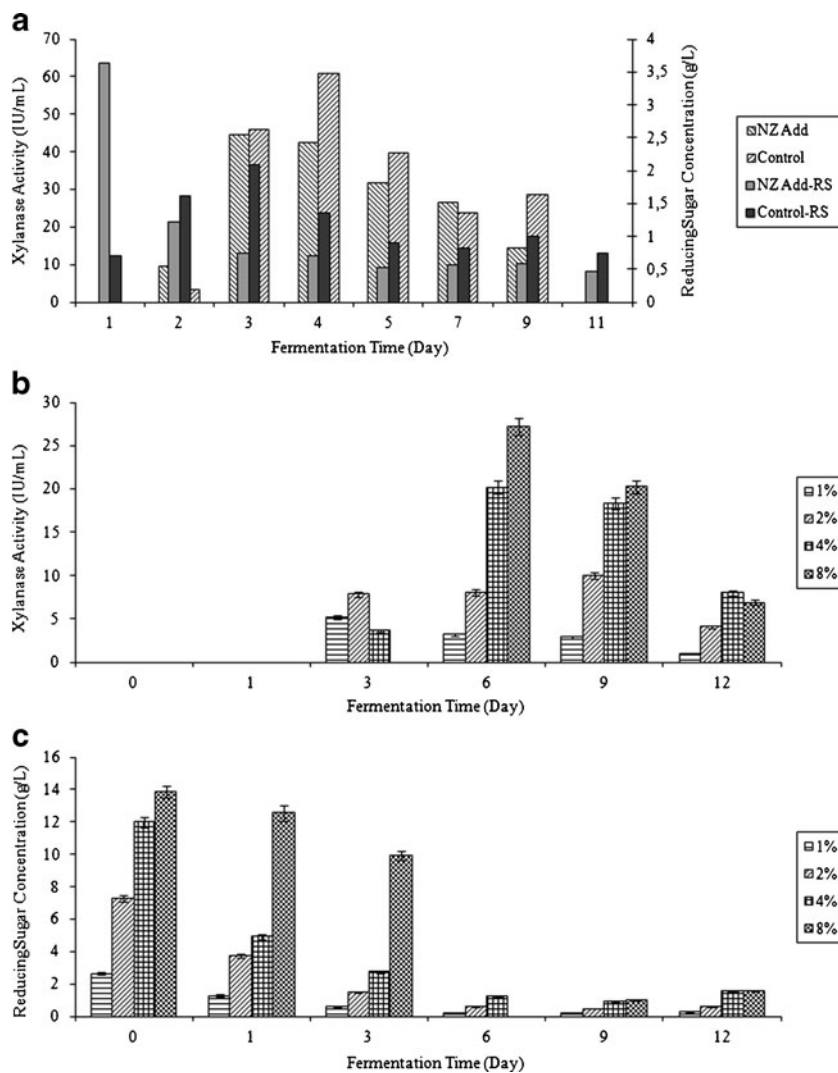 a
Xylanase Activity (IU/mL)
70
60
50
40
30
20
10
0
ReducingSugar Concentration (g/L)
4
3,5
3
2,5
2
1,5
1
0,5
0
1 2 3 4 5 7 9 11
Fermentation Time (Day)
NZ Add
Control
NZ Add-RS
Control-RS
b
Xylanase Activity (IU/mL)
30
25
20
15
10
5
0
0 1 3 6 9 12
Fermentation Time (Day)
1%
2%
4%
8%
c
ReducingSugar Concentration (g/L)
16
14
12
10
8
6
4
2
0
0 1 3 6 9 12
Fermentation Time (Day)
1%
2%
4%
8%